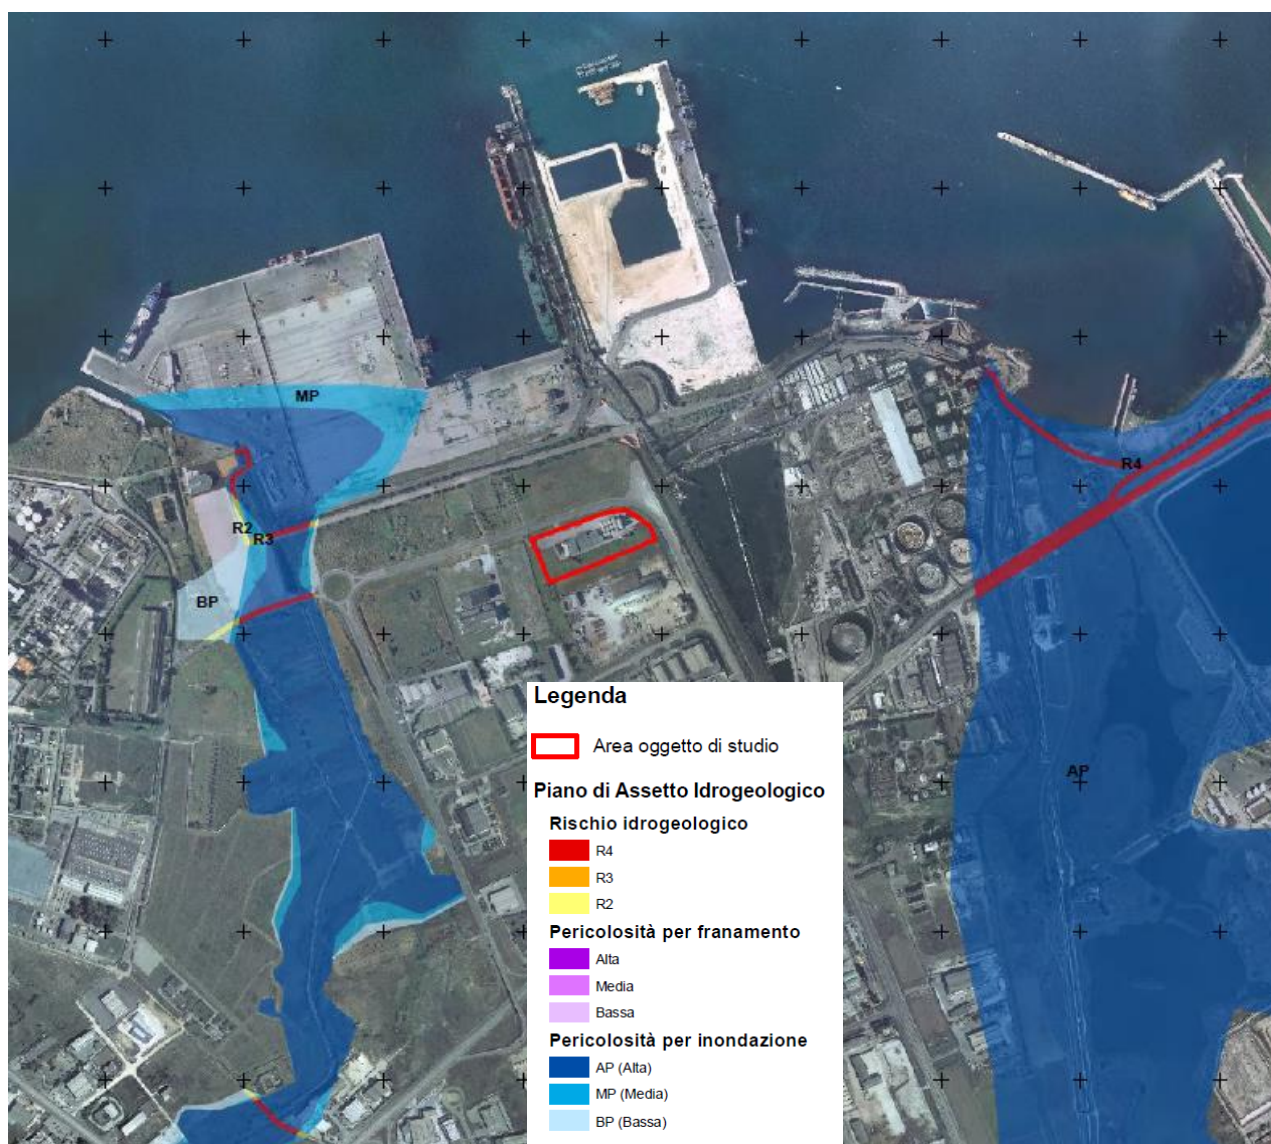 MP
R4
R2
R3
BP
AP
Legenda
Area oggetto di studio
Piano di Assetto Idrogeologico
Rischio idrogeologico
R4
R3
R2
Pericolosità per franamento
Alta
Media
Bassa
Pericolosità per inondazione
AP (Alta)
MP (Media)
BP (Bassa)